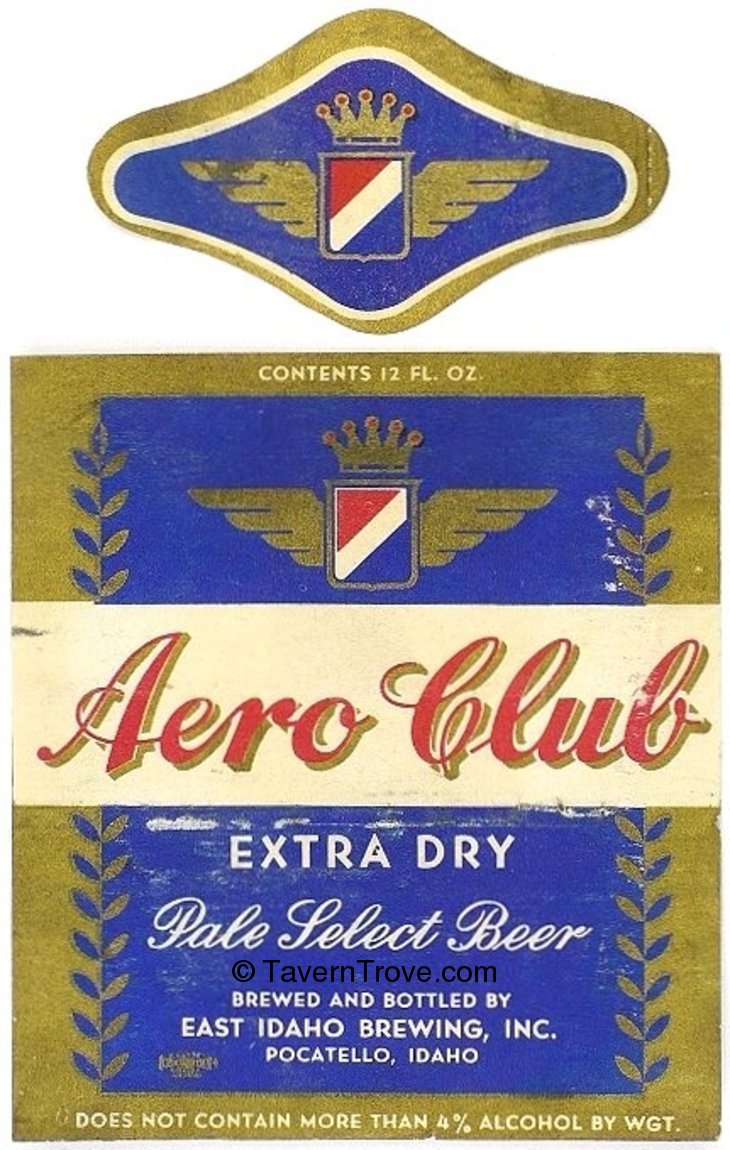 CONTENTS 12 FL. OZ.
Aero Club
EXTRA DRY
Pale Select Beer
© TavernTrove.com
BREWED AND BOTTLED BY
EAST IDAHO BREWING, INC.
POCATELLO, IDAHO
DOES NOT CONTAIN MORE THAN 4% ALCOHOL BY WGT.